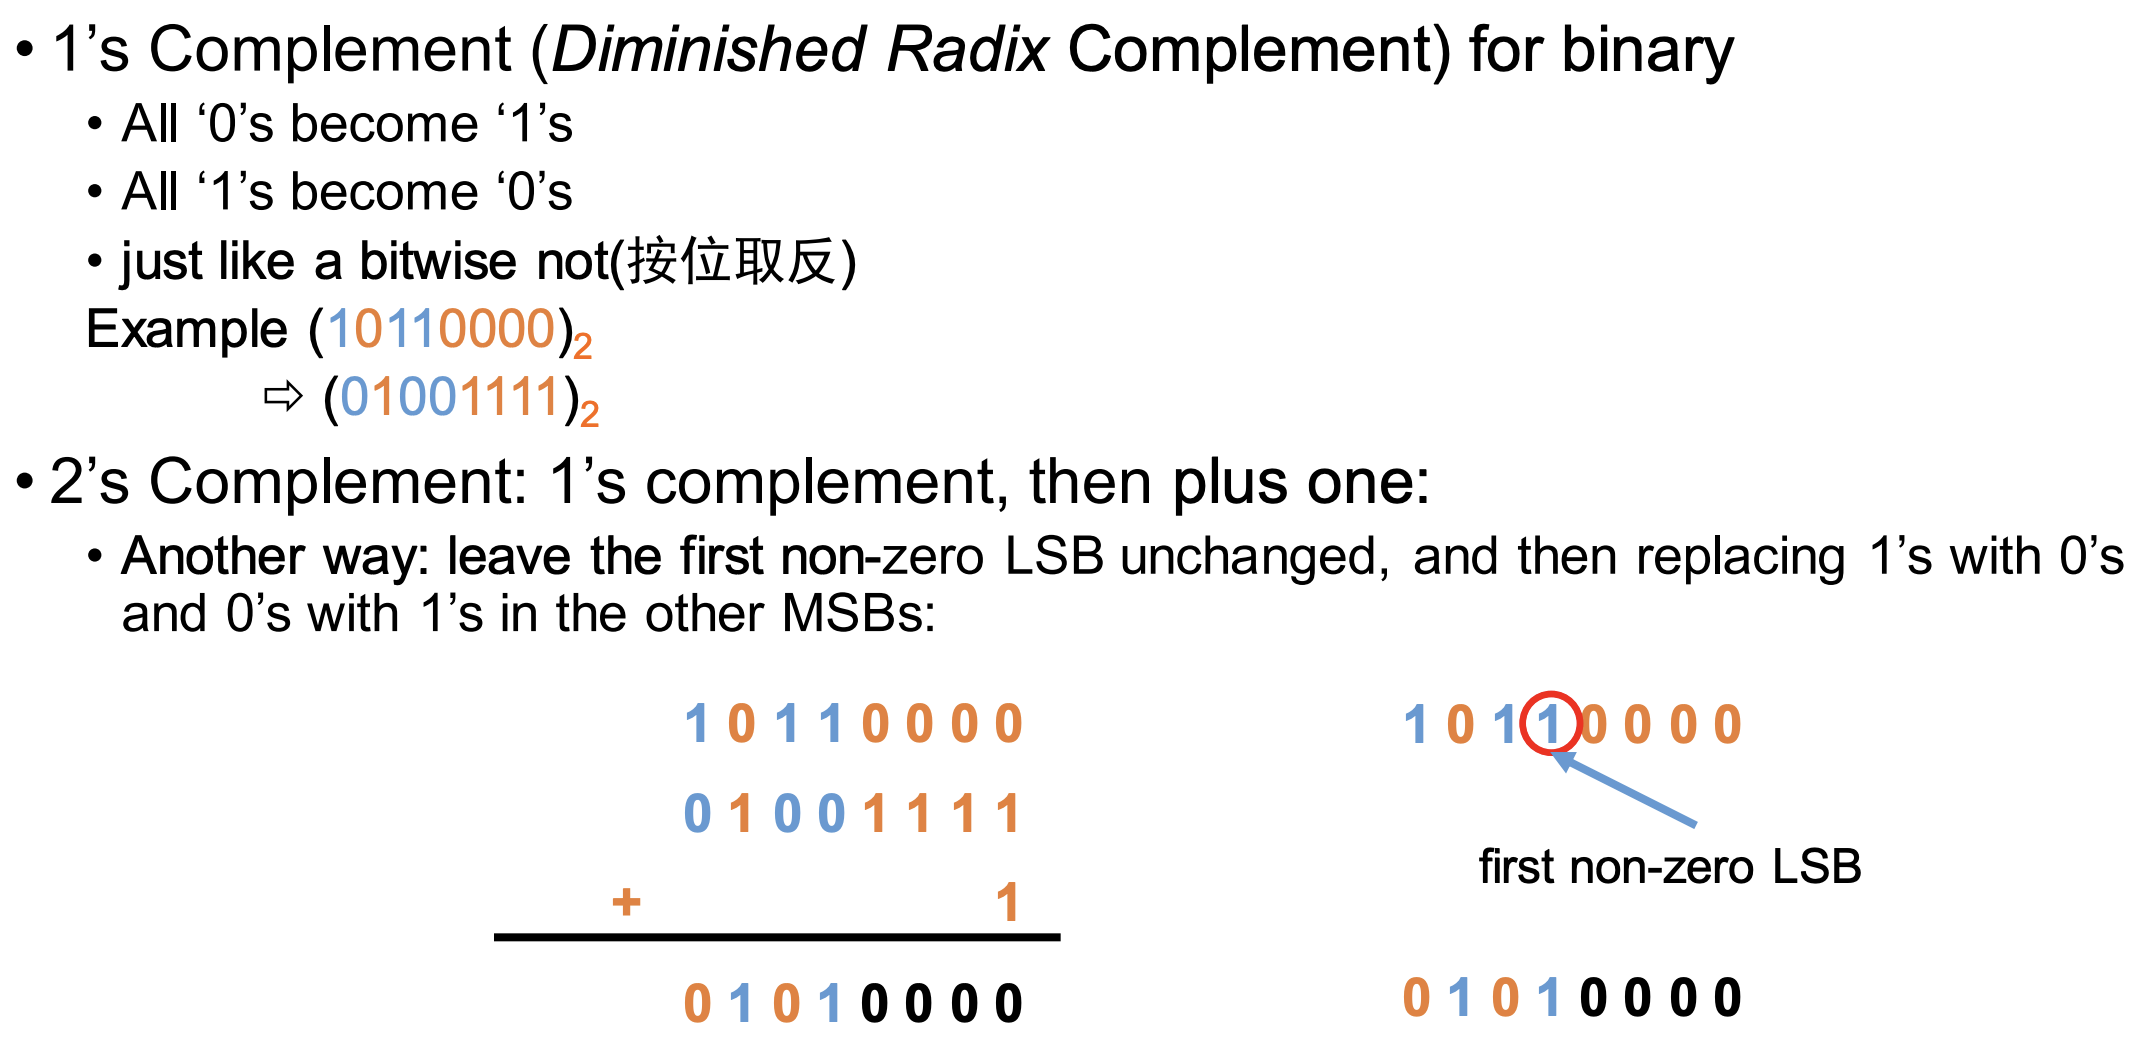 • 1’s Complement (Diminished Radix Complement) for binary
• All ‘0’s become ‘1’s
• All ‘1’s become ‘0’s
• just like a bitwise not(按位取反)
Example (10110000)2
⇨ (01001111)2
• 2’s Complement: 1’s complement, then plus one:
• Another way: leave the first non-zero LSB unchanged, and then replacing 1’s with 0’s
and 0’s with 1’s in the other MSBs:
1 0 1 1 0 0 0 0
0 1 0 0 1 1 1 1
+ 1
0 1 0 1 0 0 0 0
1 0 1 1 0 0 0 0
first non-zero LSB
0 1 0 1 0 0 0 0